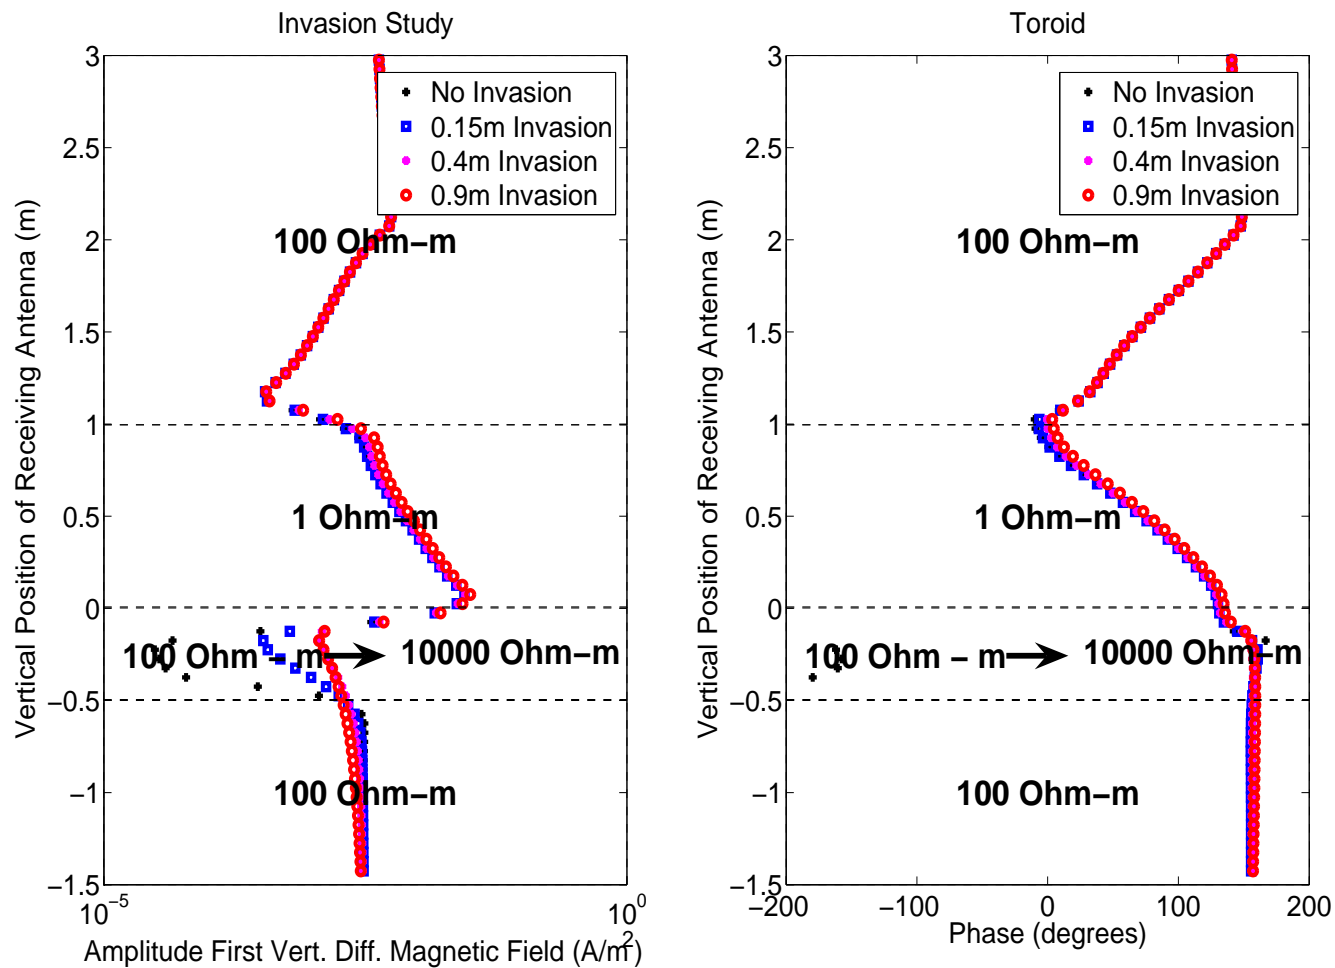 Invasion Study
3
2.5
2
1.5
1
0.5
0
−0.5
−1
−1.5
10^-5
10^0
Vertical Position of Receiving Antenna (m)
Amplitude First Vert. Diff. Magnetic Field (A/m^2)
No Invasion
0.15m Invasion
0.4m Invasion
0.9m Invasion
100 Ohm−m
1 Ohm−m
100 Ohm − m
10000 Ohm−m
100 Ohm−m
Toroid
3
2.5
2
1.5
1
0.5
0
−0.5
−1
−1.5
−200
−100
0
100
200
Vertical Position of Receiving Antenna (m)
Phase (degrees)
No Invasion
0.15m Invasion
0.4m Invasion
0.9m Invasion
100 Ohm−m
1 Ohm−m
100 Ohm − m
10000 Ohm−m
100 Ohm−m